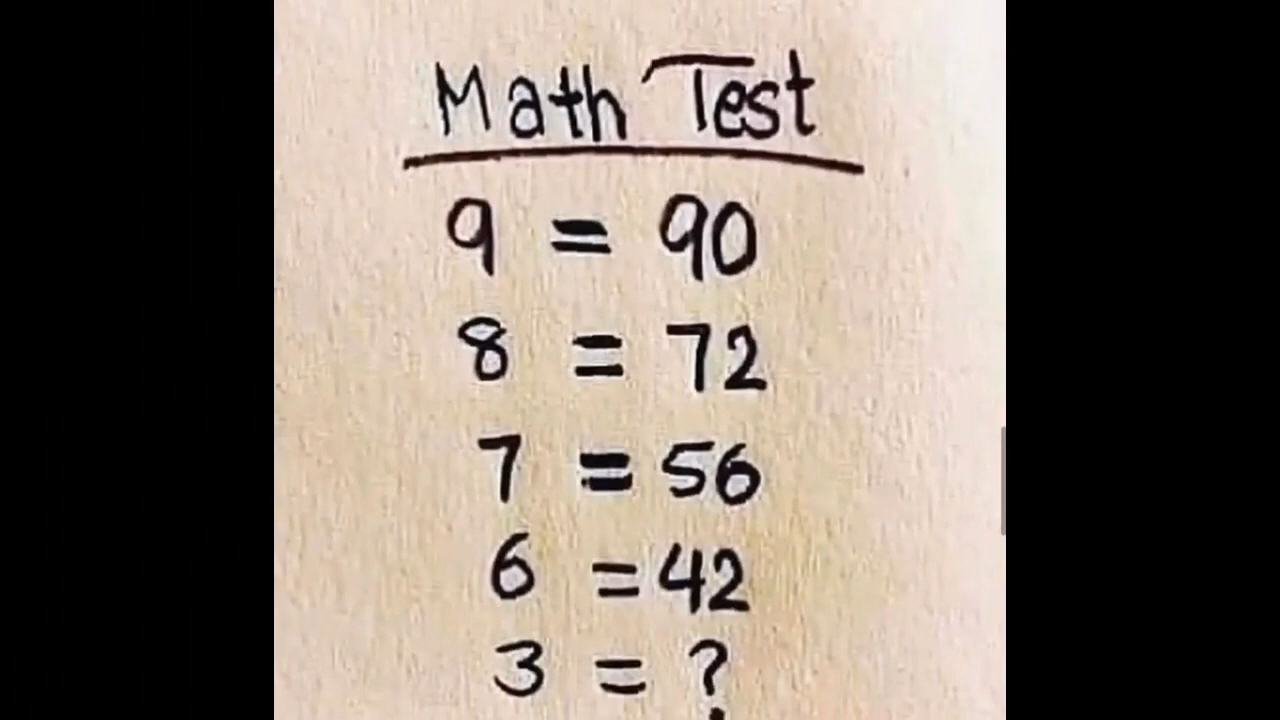 Math Test
9 = 90
8 = 72
7 = 56
6 = 42
3 = ?